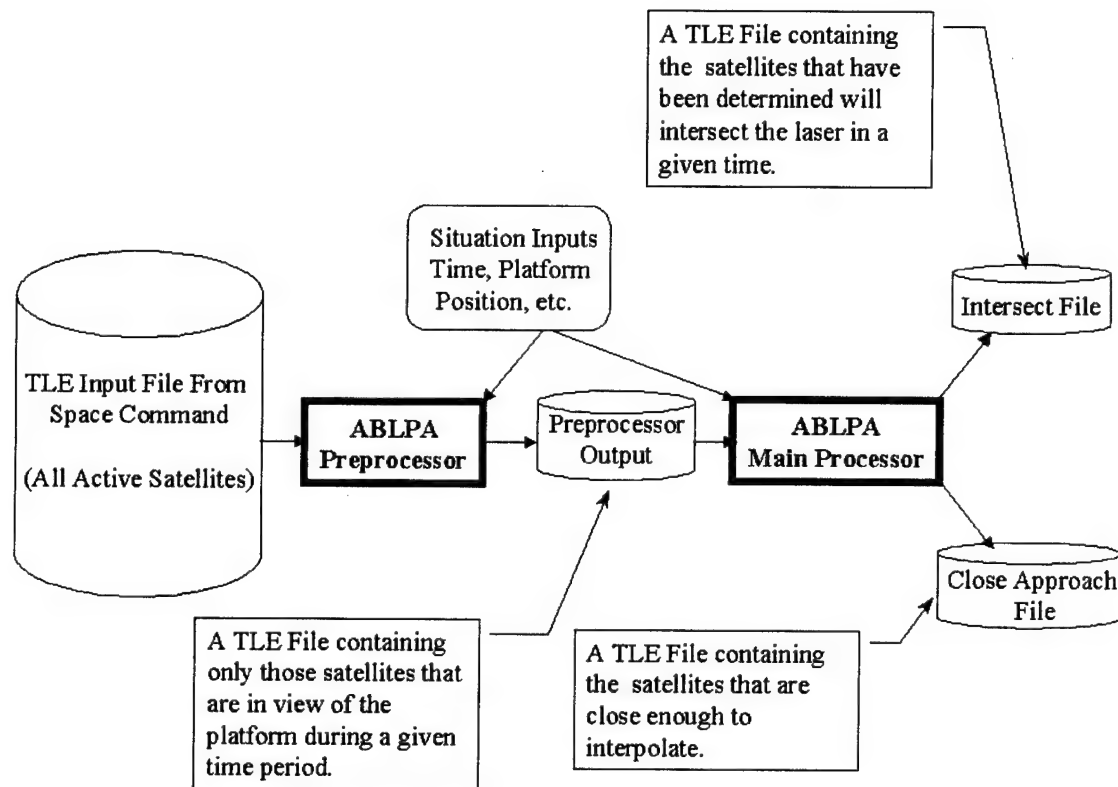 A TLE File containing
the satellites that have
been determined will
intersect the laser in a
given time.
Situation Inputs
Time, Platform
Position, etc.
Intersect File
TLE Input File From
Space Command
(All Active Satellites)
ABLPA
Preprocessor
Preprocessor
Output
ABLPA
Main Processor
Close Approach
File
A TLE File containing
only those satellites that
are in view of the
platform during a given
time period.
A TLE File containing
the satellites that are
close enough to
interpolate.